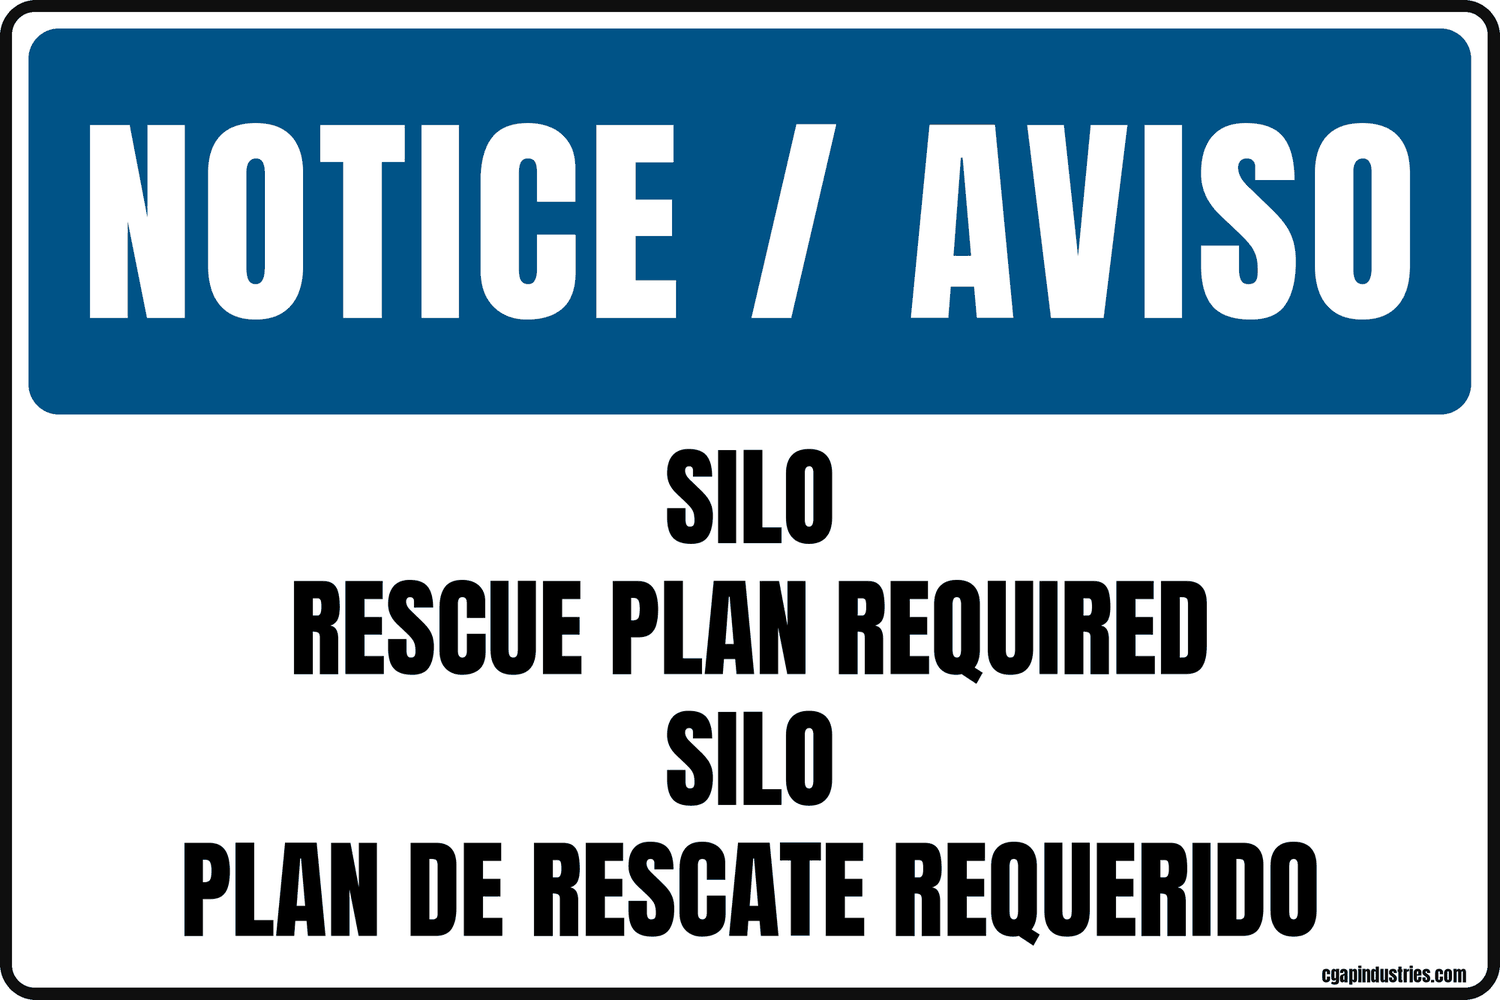 NOTICE / AVISO
SILO
RESCUE PLAN REQUIRED
SILO
PLAN DE RESCATE REQUERIDO
cgapindustries.com